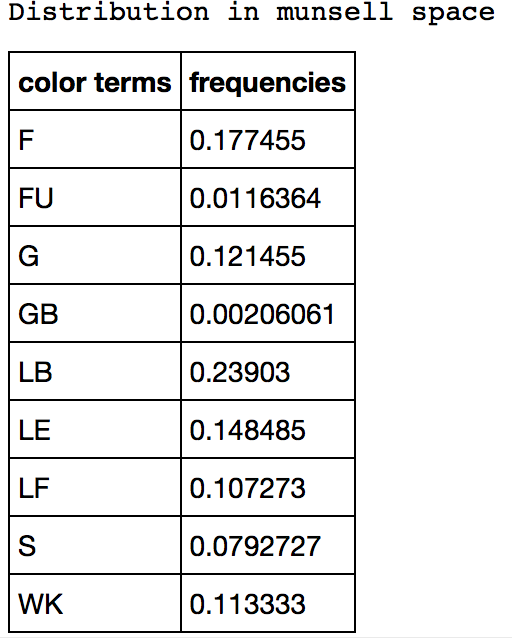 Distribution in munsell space
color terms frequencies
F 0.177455
FU 0.0116364
G 0.121455
GB 0.00206061
LB 0.23903
LE 0.148485
LF 0.107273
S 0.0792727
WK 0.113333